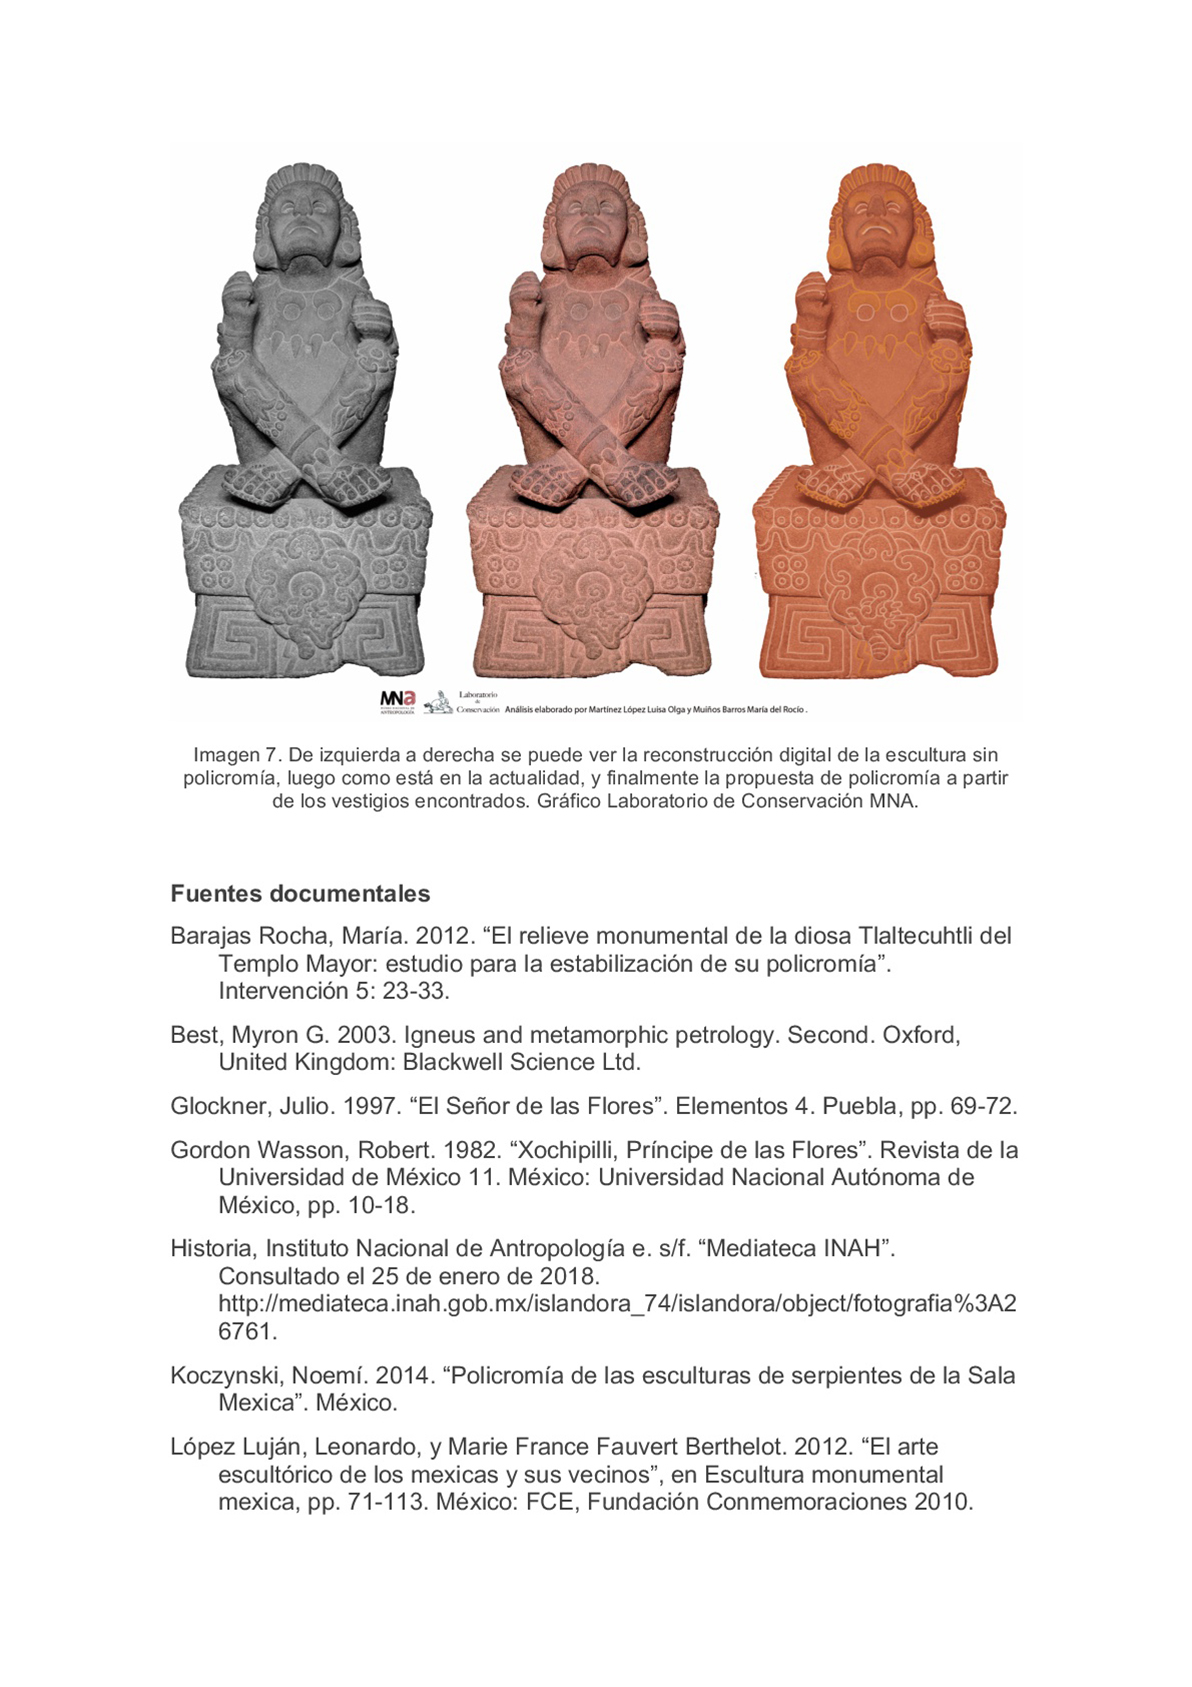 MNa
ANTROPOLOGÍA
Laboratorio
de
Conservación
Análisis elaborado por Martínez López Luisa Olga y Muiños Barros María del Rocío .
Imagen 7. De izquierda a derecha se puede ver la reconstrucción digital de la escultura sin
policromía, luego como está en la actualidad, y finalmente la propuesta de policromía a partir
de los vestigios encontrados. Gráfico Laboratorio de Conservación MNA.
Fuentes documentales
Barajas Rocha, María. 2012. “El relieve monumental de la diosa Tlaltecuhtli del
Templo Mayor: estudio para la estabilización de su policromía”.
Intervención 5: 23-33.
Best, Myron G. 2003. Igneus and metamorphic petrology. Second. Oxford,
United Kingdom: Blackwell Science Ltd.
Glockner, Julio. 1997. “El Señor de las Flores”. Elementos 4. Puebla, pp. 69-72.
Gordon Wasson, Robert. 1982. “Xochipilli, Príncipe de las Flores”. Revista de la
Universidad de México 11. México: Universidad Nacional Autónoma de
México, pp. 10-18.
Historia, Instituto Nacional de Antropología e. s/f. “Mediateca INAH”.
Consultado el 25 de enero de 2018.
http://mediateca.inah.gob.mx/islandora_74/islandora/object/fotografia%3A2
6761.
Koczynski, Noemí. 2014. “Policromía de las esculturas de serpientes de la Sala
Mexica”. México.
López Luján, Leonardo, y Marie France Fauvert Berthelot. 2012. “El arte
escultórico de los mexicas y sus vecinos”, en Escultura monumental
mexica, pp. 71-113. México: FCE, Fundación Conmemoraciones 2010.